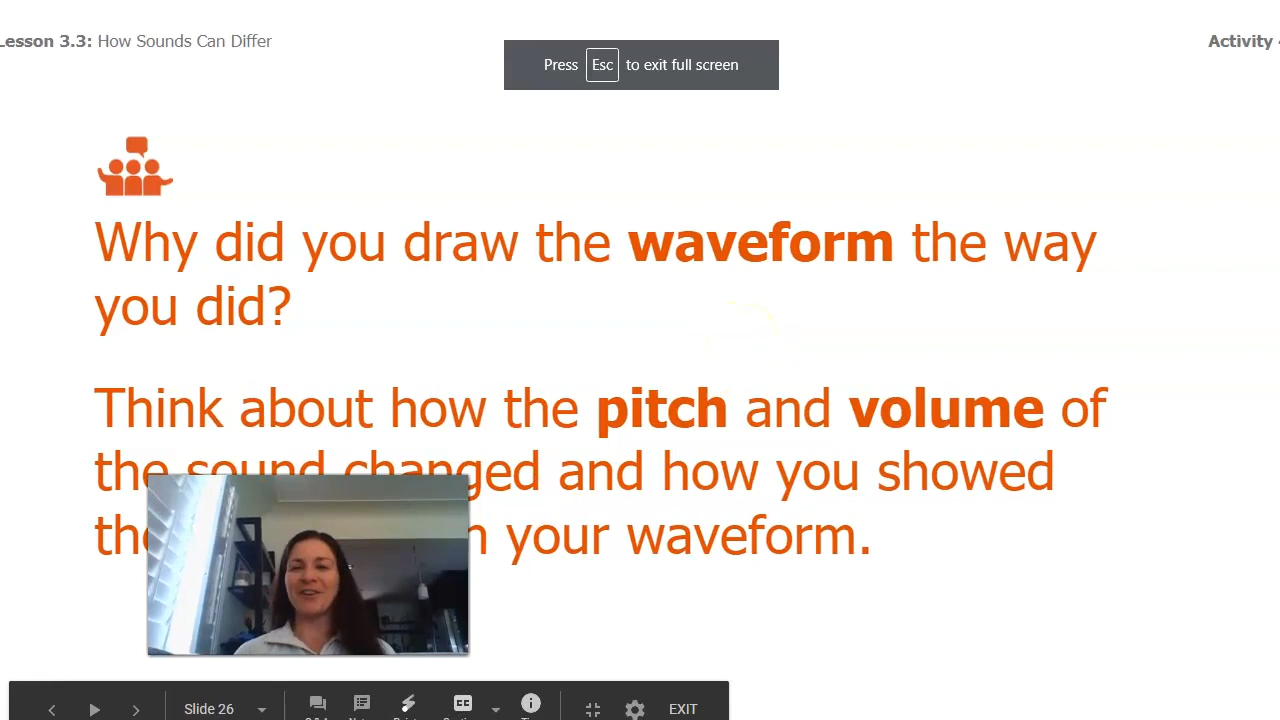 Lesson 3.3: How Sounds Can Differ
Activity
Press Esc to exit full screen
Why did you draw the waveform the way
you did?
Think about how the pitch and volume of
the sound changed and how you showed
your waveform.
Slide 26
CC
EXIT